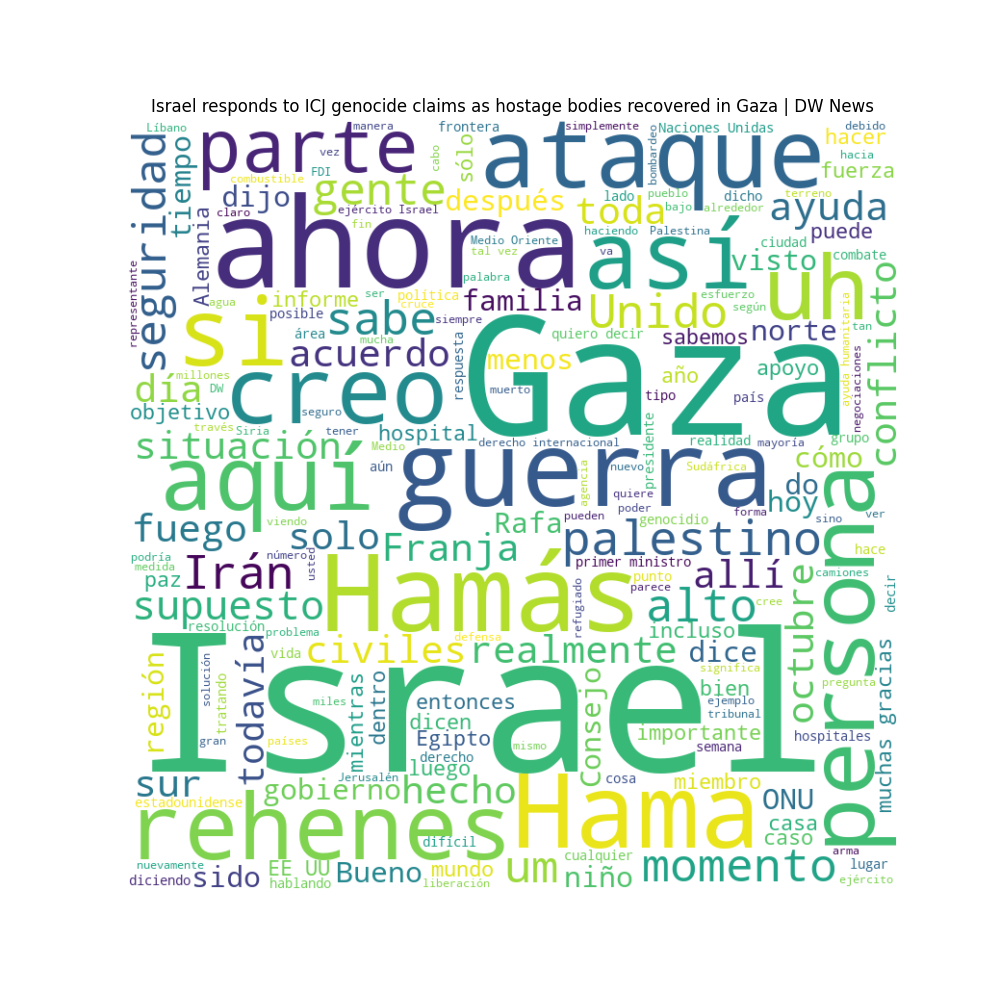 Israel responds to ICJ genocide claims as hostage bodies recovered in Gaza | DW News
Líbano
manera
frontera
simplemente
Naciones Unidas
debido
parte
ataque
hacer
vez
cabo
sólo
bombardeo
hacia
seguridad
tiempo
combustible
FDI
gente
fuerza
dijo
después
lado
pueblo
dicho
terreno
claro
ejército Israel
toda
bajo
alrededor
ayuda
Alemania
ahora
fin
haciendo
Palestina
puede
Medio Oriente
así
ciudad
tal vez
va
visto
combate
uh
conflicto
representante
palabra
agua
informe
ser
política
familia
Unido
esfuerzo
según
ayuda humanitaria
tan
si
posible
sabe
cruce
siempre
quiero decir
sabemos
norte
área
mucha
acuerdo
respuesta
Gaza
menos
negociaciones
millones
creo
año
apoyo
día
DW
muerto
tipo
país
objetivo
seguro
través
Siria
tener
hospital
derecho internacional
presidente
realidad
mayoría
grupo
situación
Medio
cómo
aquí
aún
guerra
agencia
nuevo
Sudáfrica
persona
quiere
poder
do
hoy
fuego
viendo
solo
Rafa
pueden
genocidio
forma
sino
ver
Franja
palestino
podría
medida
número
usted
hace
paz
Irán
Hamás
primer ministro
punto
parece
allí
camiones
supuesto
refugiado
alto
cree
octubre
decir
resolución
problema
defensa
incluso
región
solución
todavía
vida
civiles
realmente
dice
significa
Israel
tratando
miles
mientras
dentro
entonces
Consejo
bien
pregunta
muchas gracias
ejemplo
dicen
tribunal
gran
países
Egipto
mismo
importante
hospitales
derecho
semana
luego
sur
Jerusalén
cosa
gobierno
hecho
Hama
miembro
estadounidense
ONU
rehenes
casa
difícil
caso
cualquier
arma
nuevamente
EE UU
Bueno
mundo
um
momento
lugar
diciendo
sido
hablando
liberación
niño
ejército